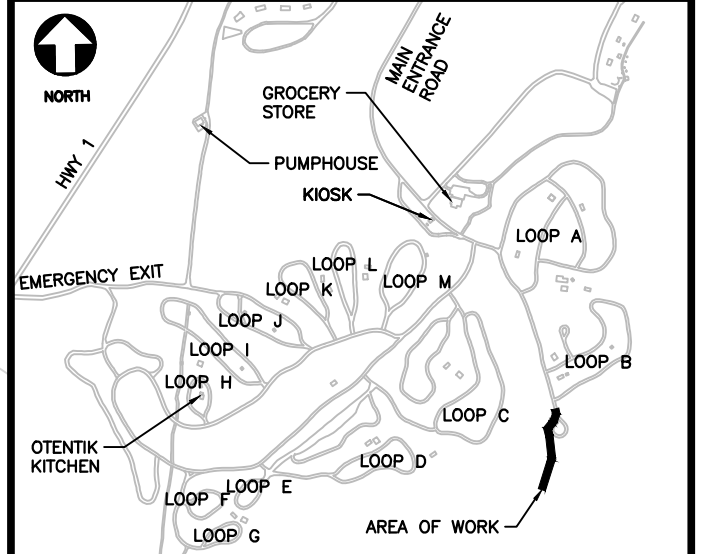 NORTH
MAIN
ENTRANCE
ROAD
GROCERY
STORE
HWY 1
PUMPHOUSE
KIOSK
LOOP A
EMERGENCY EXIT
LOOP L
LOOP K
LOOP M
LOOP J
LOOP I
LOOP B
LOOP H
LOOP C
OTENTIK
KITCHEN
LOOP D
LOOP E
LOOP F
AREA OF WORK
LOOP G